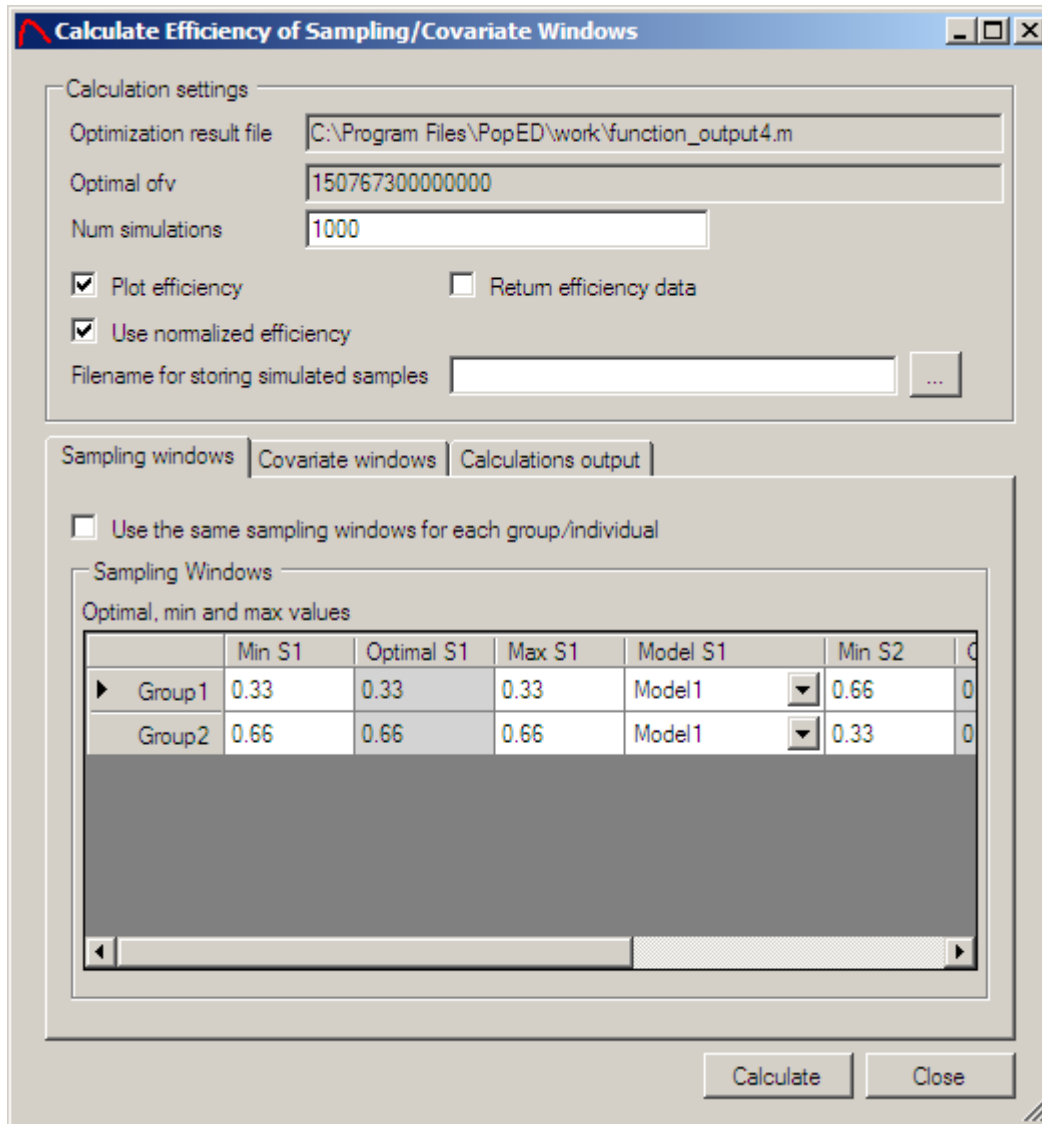 Calculate Efficiency of Sampling/Covariate Windows
Calculation settings
Optimization result file C:\Program Files\PopED\work\function_output4.m
Optimal ofv 150767300000000
Num simulations 1000
Plot efficiency Return efficiency data
Use normalized efficiency
Filename for storing simulated samples ...
Sampling windows Covariate windows Calculations output
Use the same sampling windows for each group/individual
Sampling Windows
Optimal, min and max values
Min S1 Optimal S1 Max S1 Model S1 Min S2
Group1 0.33 0.33 0.33 Model1 0.66 0
Group2 0.66 0.66 0.66 Model1 0.33 0
Calculate Close